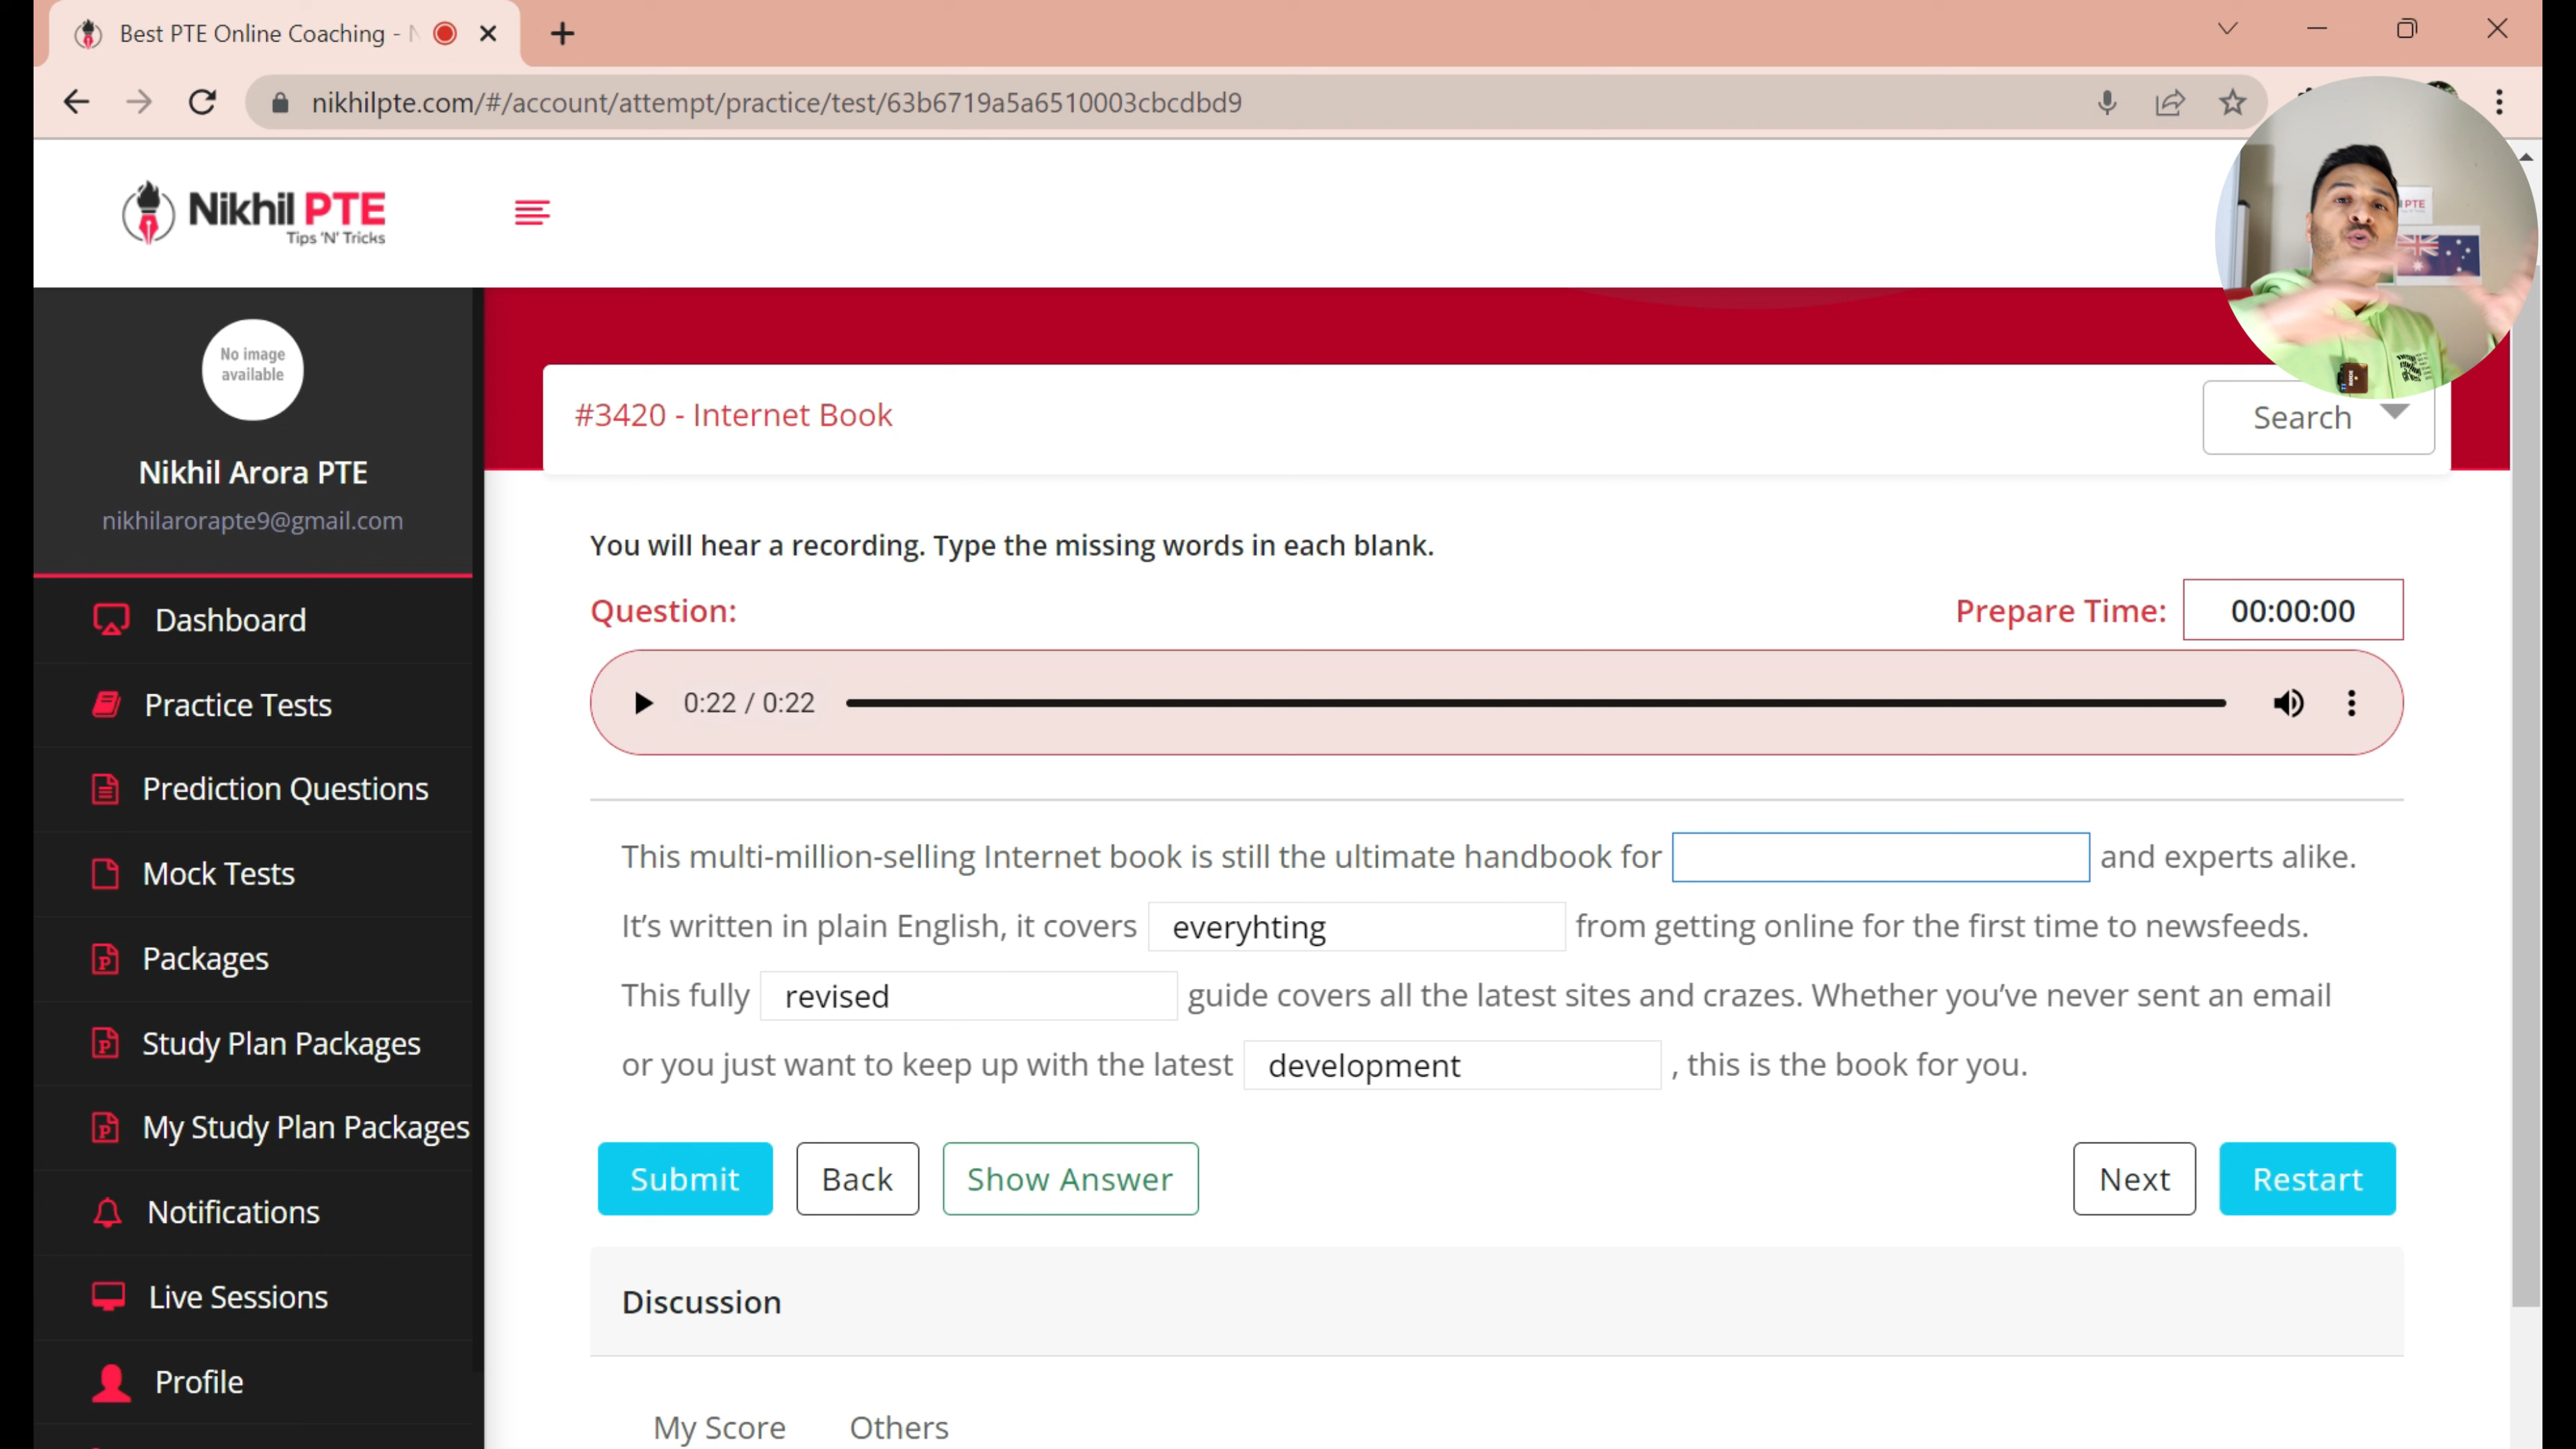 Best PTE Online Coaching - N
nikhilpte.com/#/account/attempt/practice/test/63b6719a5a6510003cbcdbd9
Nikhil PTE
Tips 'N' Tricks
PTE
No image
available
Nikhil Arora PTE
nikhilarorapte9@gmail.com
Dashboard
Practice Tests
Prediction Questions
Mock Tests
Packages
Study Plan Packages
My Study Plan Packages
Notifications
Live Sessions
Profile
#3420 - Internet Book
Search
You will hear a recording. Type the missing words in each blank.
Question:
Prepare Time: 00:00:00
0:22 / 0:22
This multi-million-selling Internet book is still the ultimate handbook for and experts alike.
It’s written in plain English, it covers everyhting from getting online for the first time to newsfeeds.
This fully revised guide covers all the latest sites and crazes. Whether you’ve never sent an email
or you just want to keep up with the latest development , this is the book for you.
Submit Back Show Answer Next Restart
Discussion
My Score Others